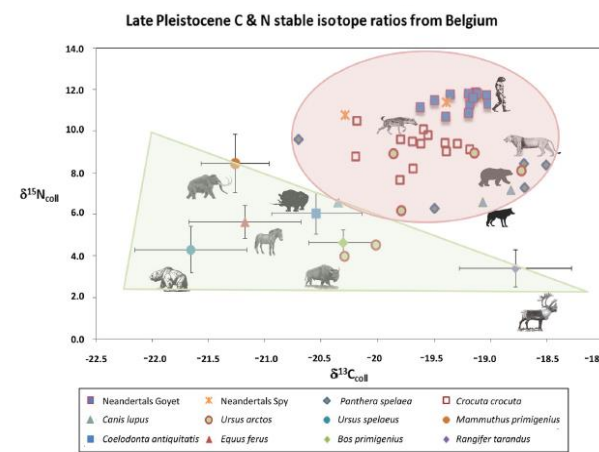 Late Pleistocene C & N stable isotope ratios from Belgium
14.0
12.0
10.0
8.0
6.0
4.0
2.0
0.0
δ15Ncoll
-22.5 -22.0 -21.5 -21.0 -20.5 -20 -19.5 -19.0 -18.5 -18
δ13Ccoll
Neandertals Goyet Neandertals Spy Panthera spelaea Crocuta crocuta
Canis lupus Ursus arctos Ursus spelaeus Mammuthus primigenius
Coelodonta antiquitatis Equus ferus Bos primigenius Rangifer tarandus